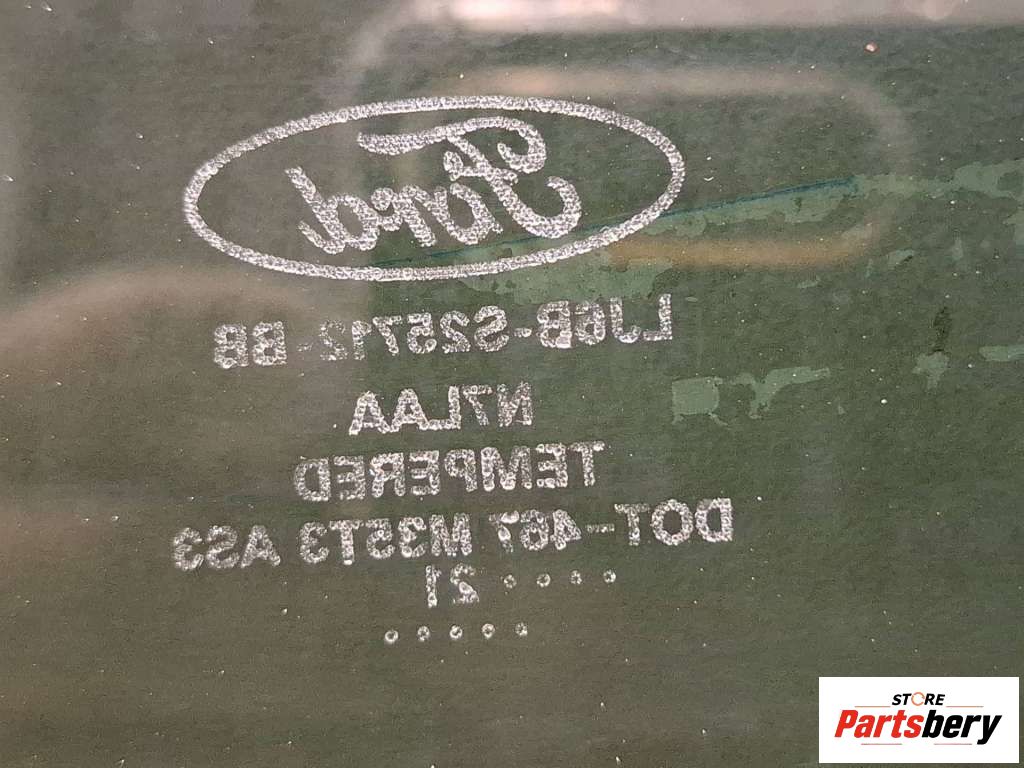 Ford
LJ6B-S25712-BB
N7LAA
TEMPERED
DOT-467 M35T3 AS3
•••• 21
•••••
STORE
Partsbery